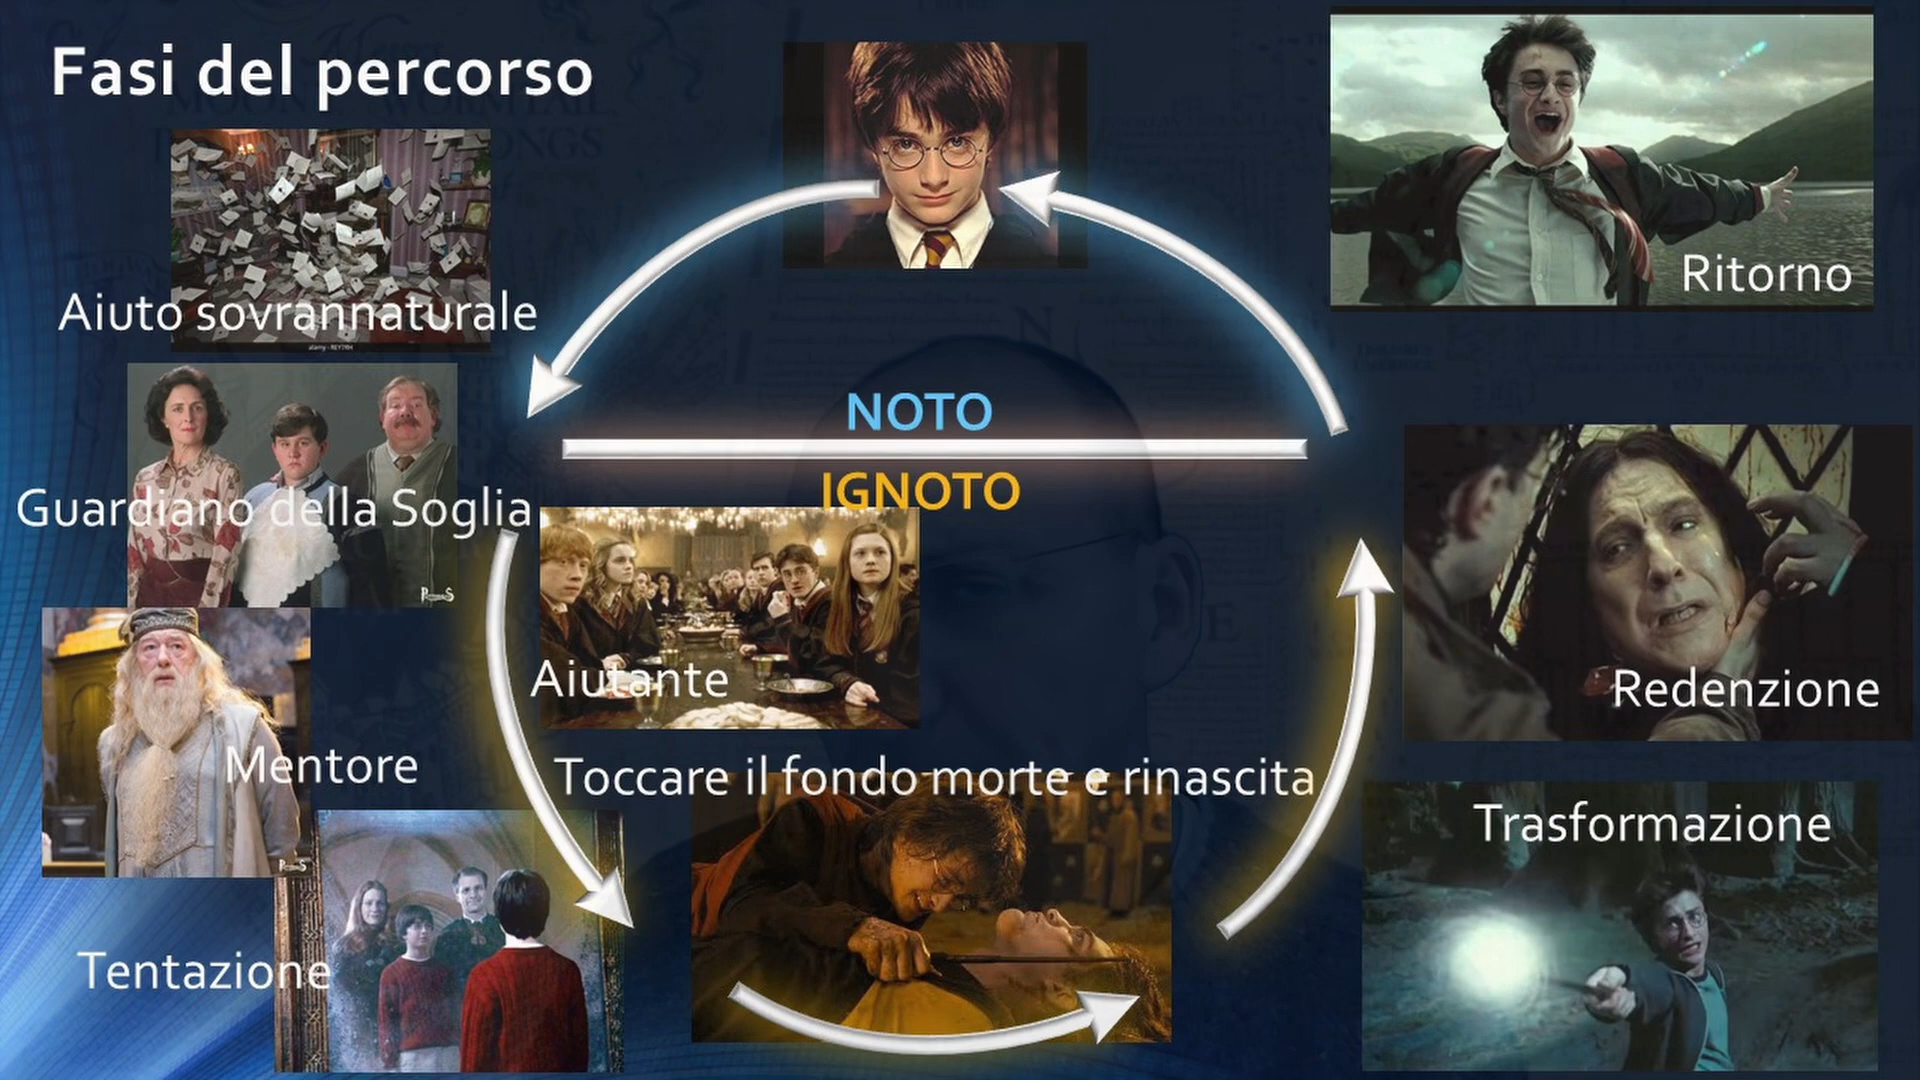 Fasi del percorso
Aiuto sovrannaturale
Guardiano della Soglia
Mentore
Tentazione
NOTO
IGNOTO
Aiutante
Toccare il fondo morte e rinascita
Ritorno
Redenzione
Trasformazione